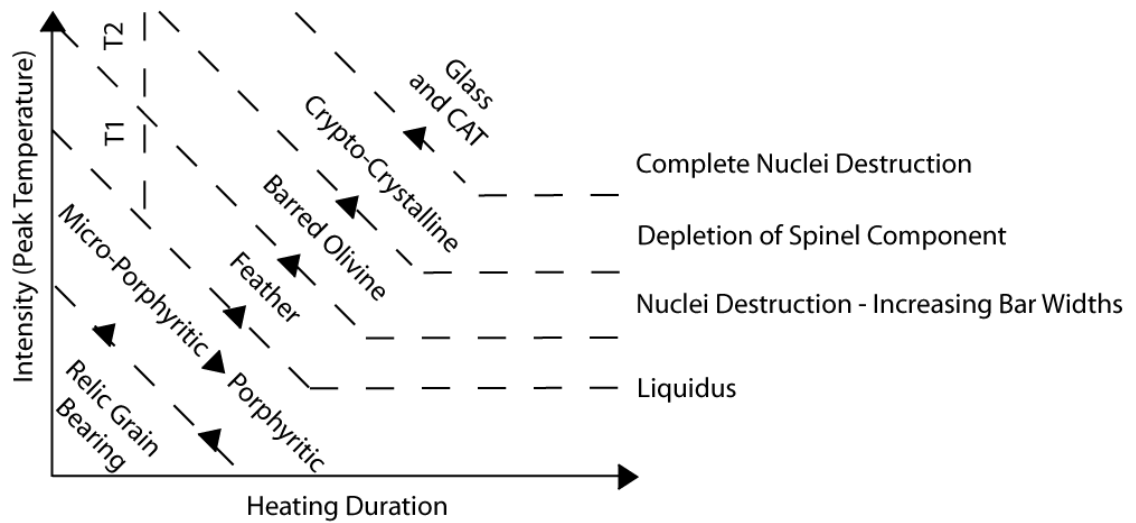 T2
T1
Glass
and CAT
Crypto-Crystalline
Barred Olivine
Feather
Micro-Porphyritic
Porphyritic
Relic Grain
Bearing
Complete Nuclei Destruction
Depletion of Spinel Component
Nuclei Destruction - Increasing Bar Widths
Liquidus
Intensity (Peak Temperature)
Heating Duration